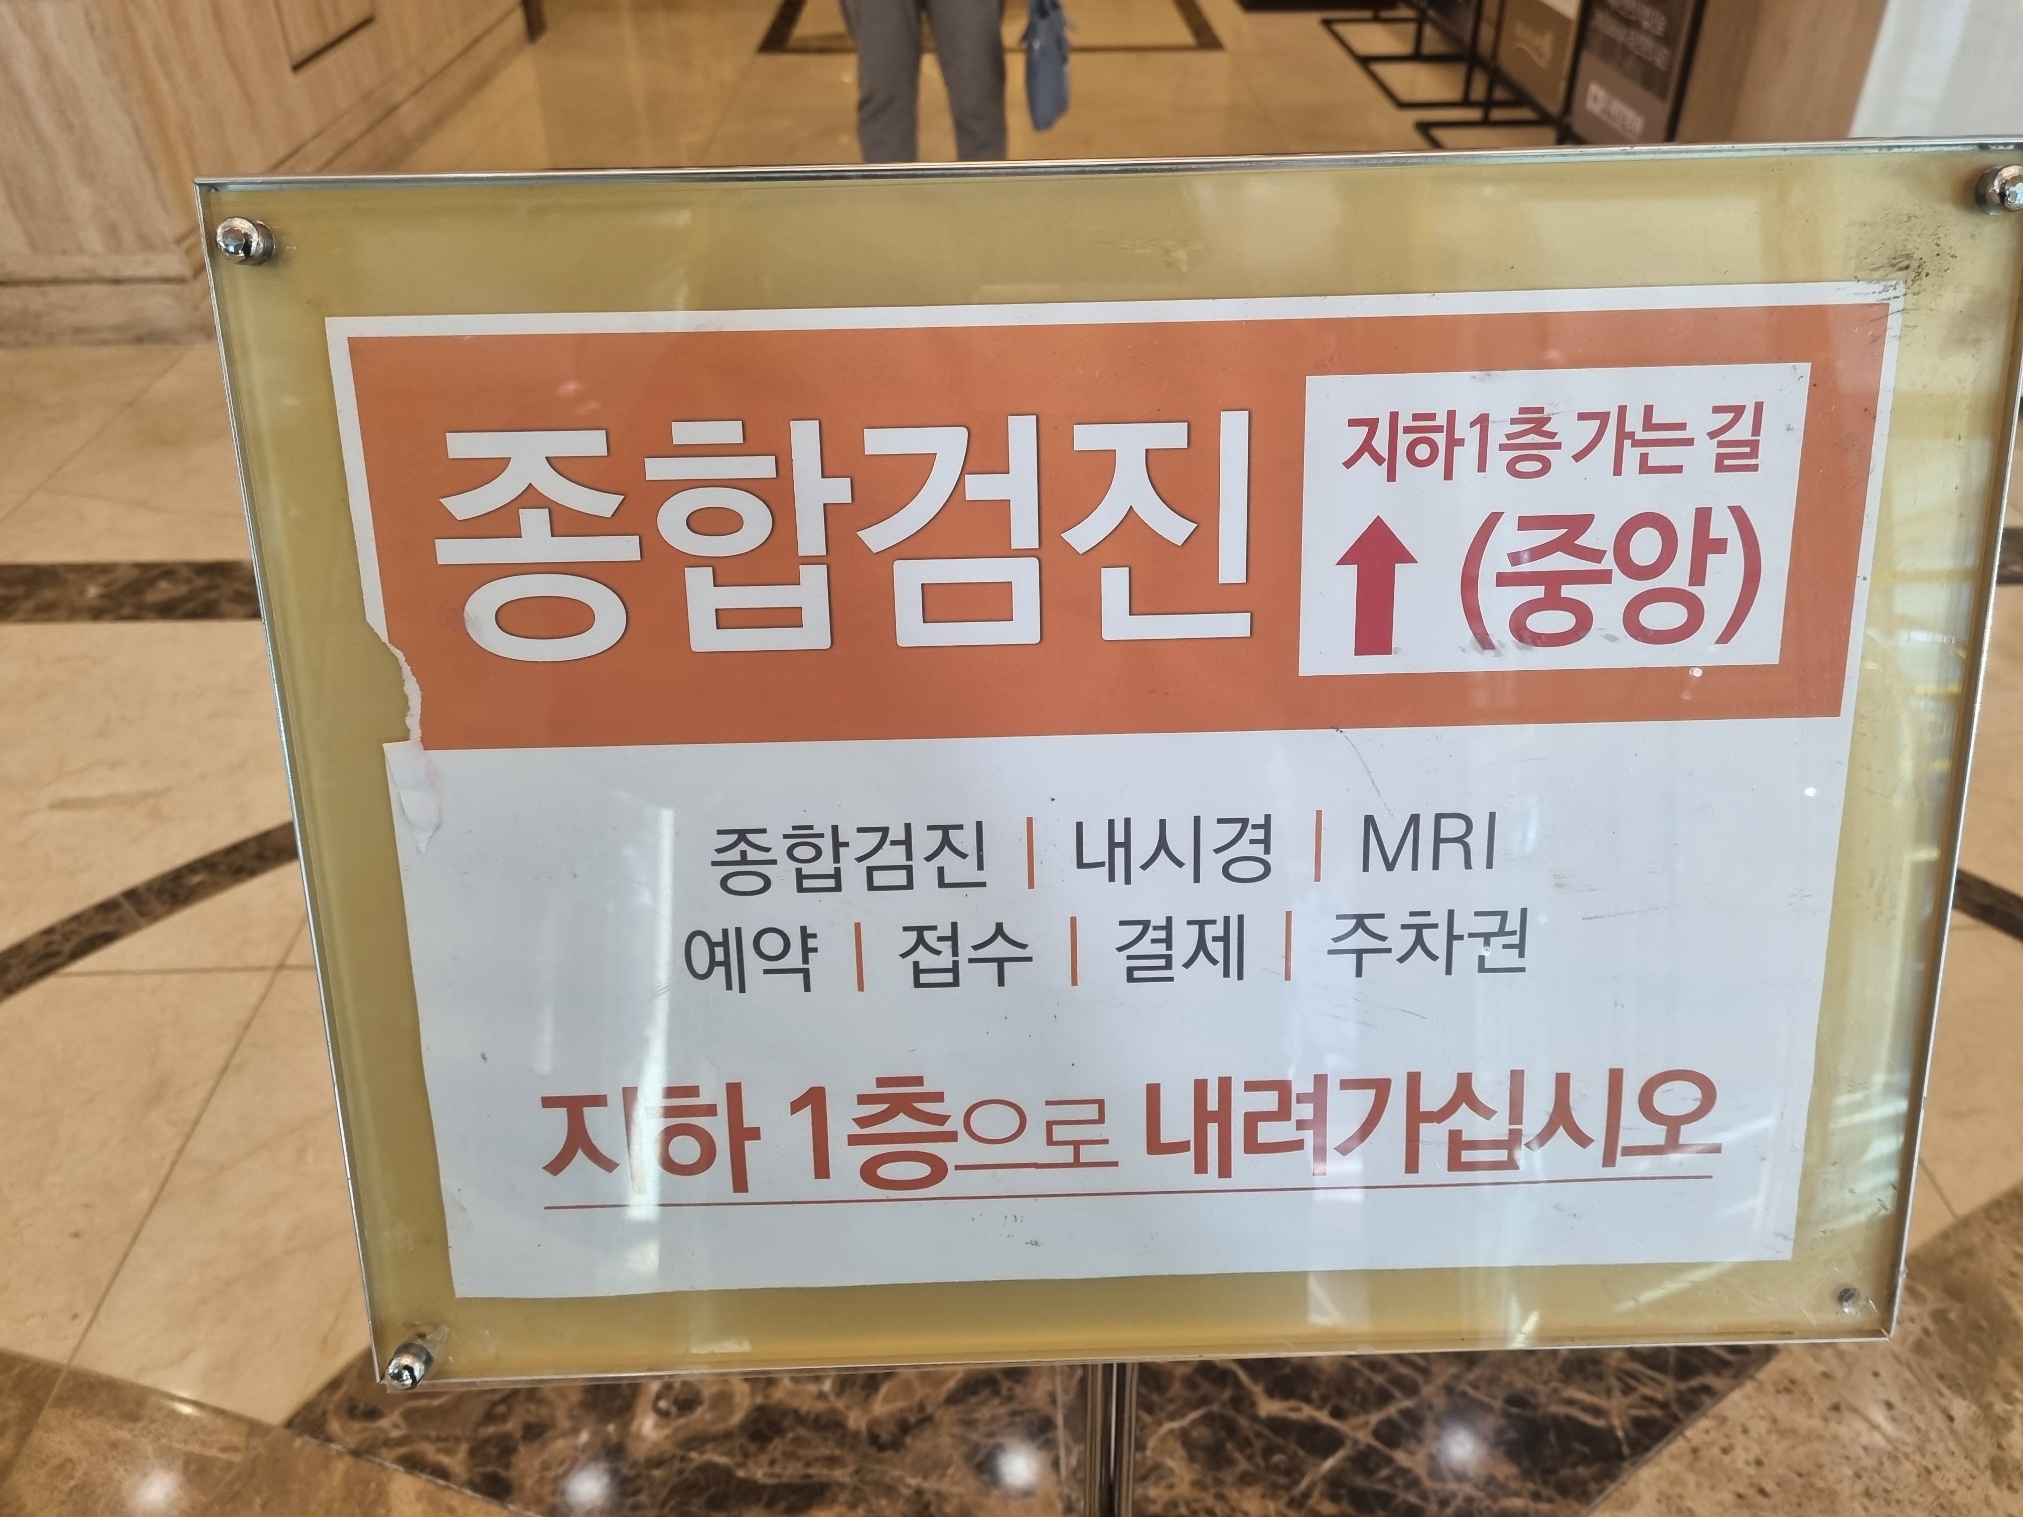 종합검진
지하1층 가는 길
↑ (중앙)
종합검진 | 내시경 | MRI
예약 | 접수 | 결제 | 주차권
지하 1층으로 내려가십시오